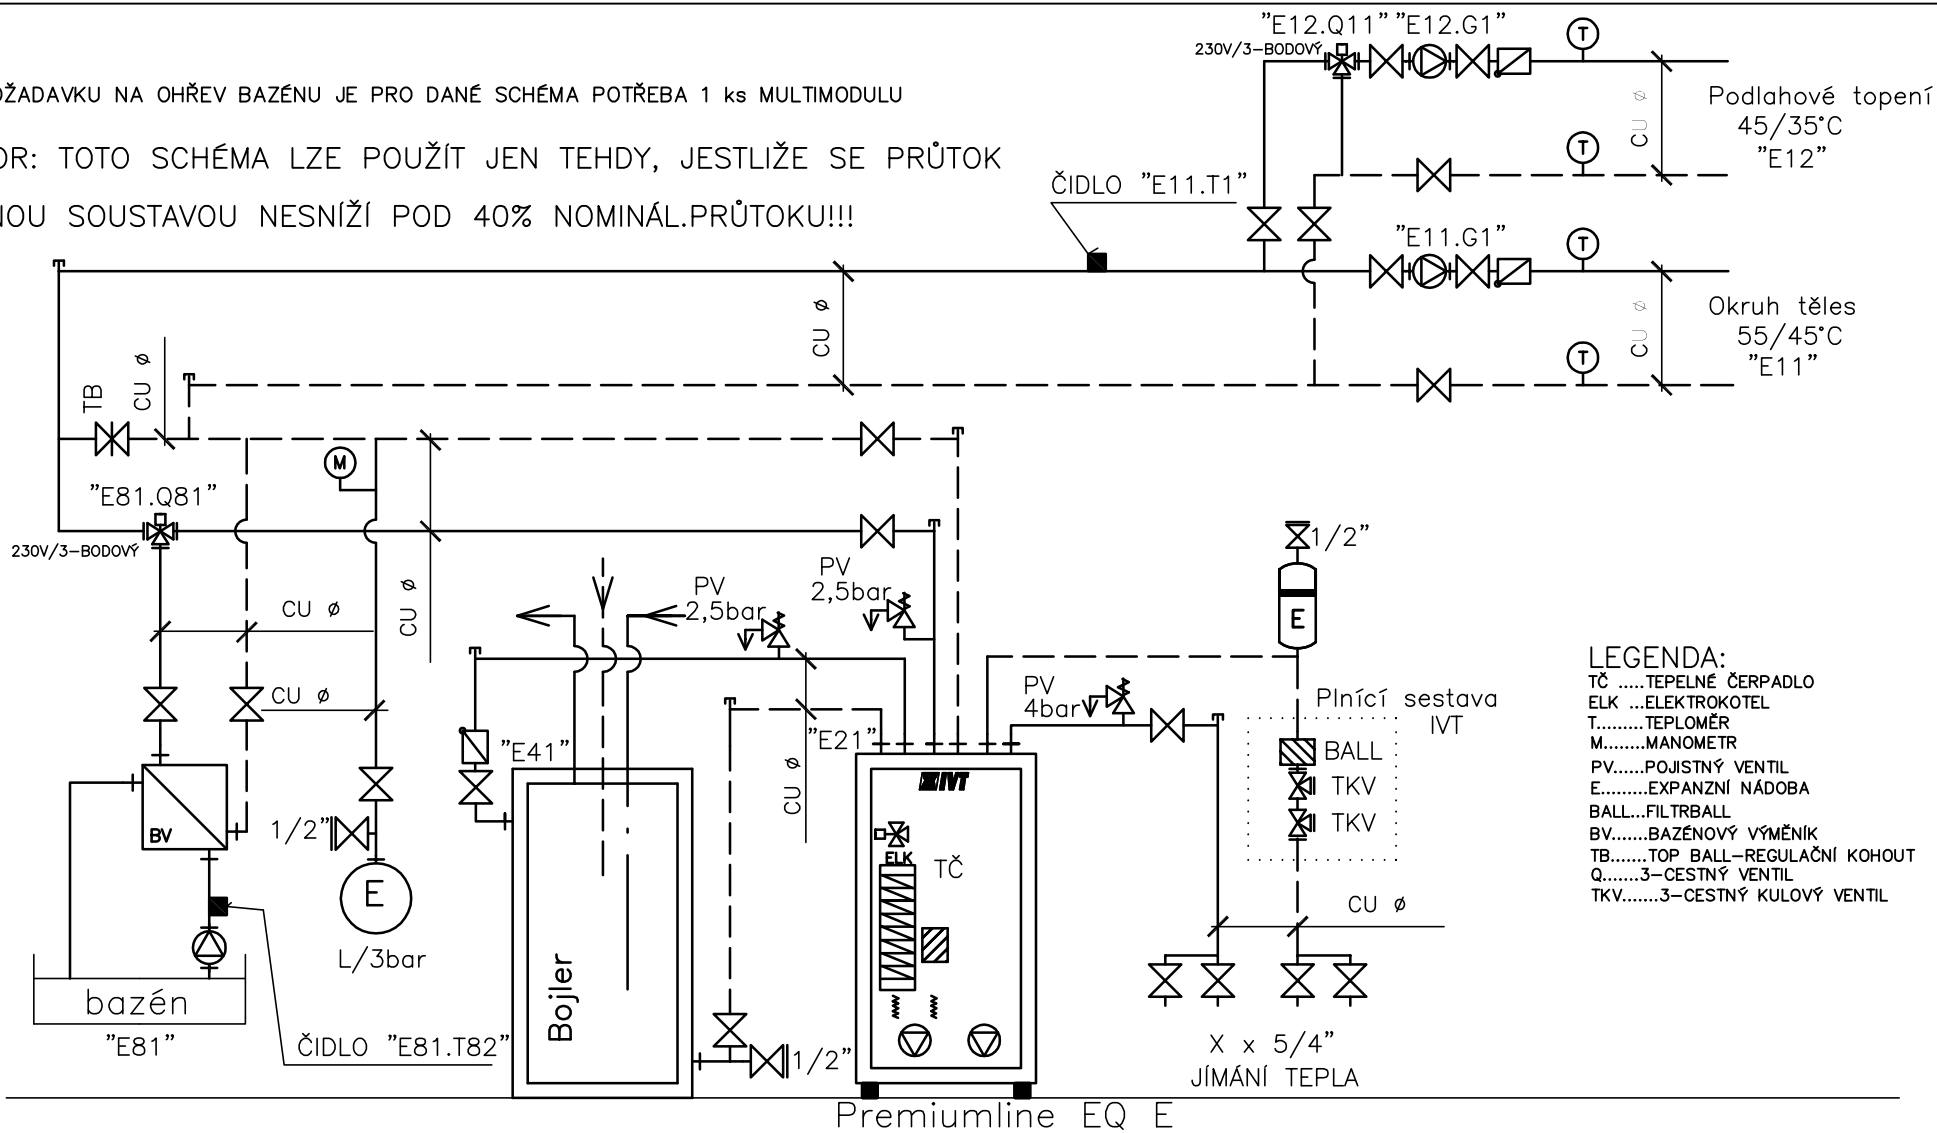 "E12.Q11" "E12.G1"
230V/3-BODOVÝ
T
OŽADAVKU NA OHŘEV BAZÉNU JE PRO DANÉ SCHÉMA POTŘEBA 1 ks MULTIMODULU
CU ø
Podlahové topení
45/35°C
"E12"
OR: TOTO SCHÉMA LZE POUŽÍT JEN TEHDY, JESTLIŽE SE PRŮTOK
T
ČIDLO "E11.T1"
NOU SOUSTAVOU NESNÍŽÍ POD 40% NOMINÁL.PRŮTOKU!!!
"E11.G1"
T
CU ø
CU ø
Okruh těles
55/45°C
"E11"
T
TB
CU ø
M
"E81.Q81"
230V/3-BODOVÝ
CU ø
CU ø
CU ø
PV
2,5bar
PV
2,5bar
1/2"
E
PV
4bar
Plnící sestava
IVT
"E41"
"E21"
CU ø
BALL
TKV
TKV
IVT
ELK
TČ
BV
1/2"
E
L/3bar
CU ø
Bojler
bazén
"E81"
ČIDLO "E81.T82"
1/2"
X x 5/4"
JÍMÁNÍ TEPLA
Premiumline EQ E
LEGENDA:
TČ .....TEPELNÉ ČERPADLO
ELK ...ELEKTROKOTEL
T........TEPLOMĚR
M........MANOMETR
PV......POJISTNÝ VENTIL
E.........EXPANZNÍ NÁDOBA
BALL...FILTRBALL
BV.......BAZÉNOVÝ VÝMĚNÍK
TB.......TOP BALL-REGULAČNÍ KOHOUT
Q.......3-CESTNÝ VENTIL
TKV.......3-CESTNÝ KULOVÝ VENTIL